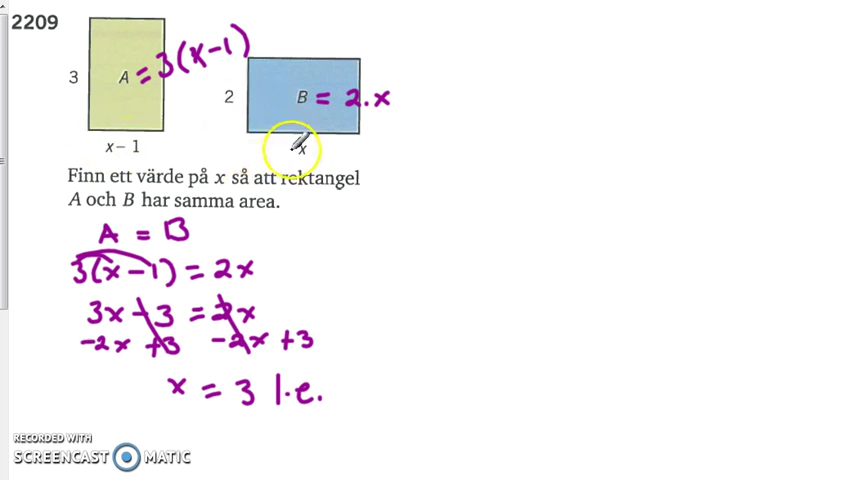 2209
3
A = 3(x-1)
x – 1
2
B = 2·x
x
Finn ett värde på x så att rektangel
A och B har samma area.
A = B
3(x-1) = 2x
3x - 3 = 2x
-2x +3 -2x +3
x = 3 l.e.
RECORDED WITH
SCREENCAST MATIC